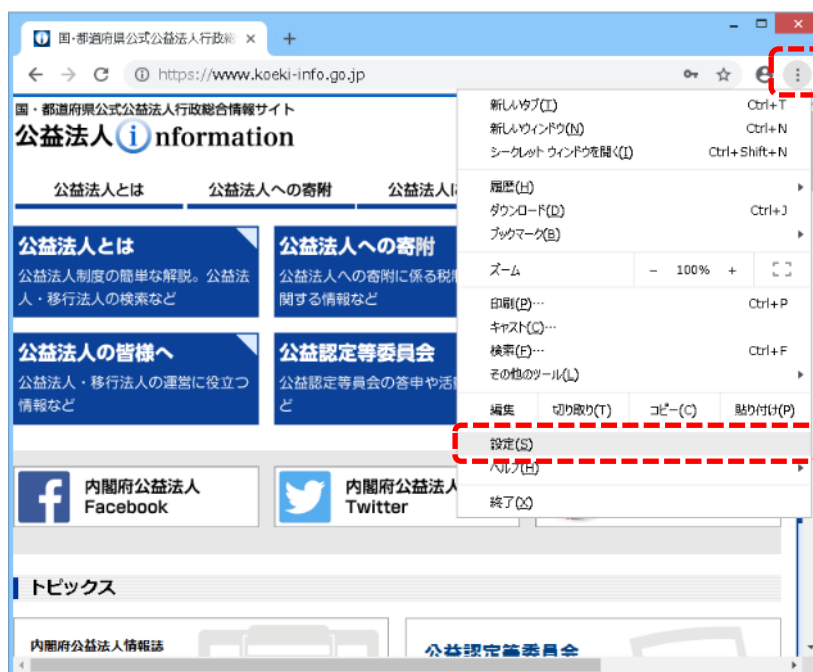 国・都道府県公式公益法人行政総
https://www.koeki-info.go.jp
国・都道府県公式公益法人行政総合情報サイト
公益法人 information
公益法人とは 公益法人への寄附 公益法人に
公益法人とは
公益法人制度の簡単な解説。公益法
人・移行法人の検索など
公益法人への寄附
公益法人への寄附に係る税
関する情報など
公益法人の皆様へ
公益法人・移行法人の運営に役立つ
情報など
公益認定等委員会
公益認定等委員会の答申や活
ど
内閣府公益法人
Facebook
内閣府公益法人
Twitter
トピックス
内閣府公益法人情報誌
公益認定等委員会
新しいタブ(T) Ctrl+T
新しいウィンドウ(N) Ctrl+N
シークレット ウィンドウを開く(I) Ctrl+Shift+N
履歴(H)
ダウンロード(D) Ctrl+J
ブックマーク(B)
ズーム － 100% ＋
印刷(P)… Ctrl+P
キャスト(C)…
検索(F)… Ctrl+F
その他のツール(L)
編集 切り取り(T) コピー(C) 貼り付け(P)
設定(S)
ヘルプ(H)
終了(X)